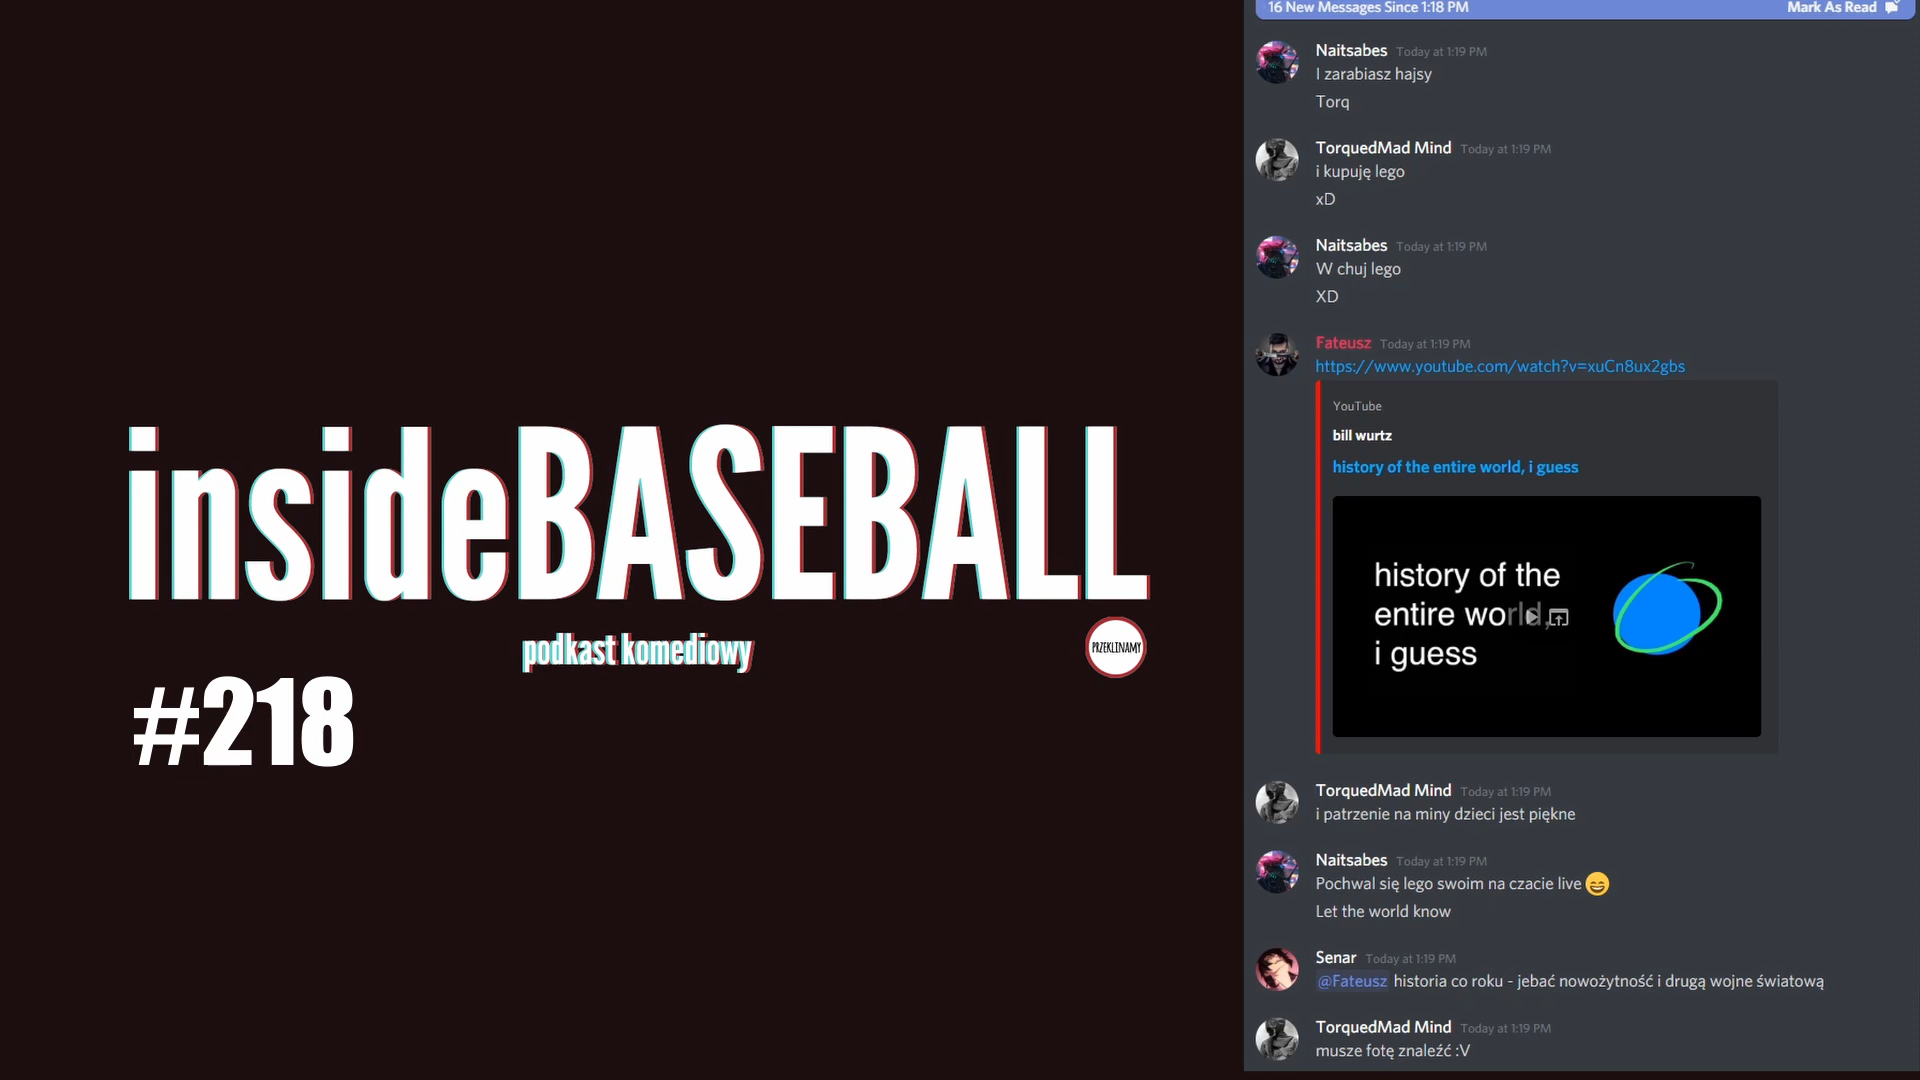 insideBASEBALL
podkast komediowy
PRZEKLINAMY
#218
16 New Messages Since 1:18 PM
Mark As Read
Naitsabes Today at 1:19 PM
I zarabiasz hajsy
Torq
TorquedMad Mind Today at 1:19 PM
i kupuję lego
xD
Naitsabes Today at 1:19 PM
W chuj lego
XD
Fateusz Today at 1:19 PM
https://www.youtube.com/watch?v=xuCn8ux2gbs
YouTube
bill wurtz
history of the entire world, i guess
history of the
entire world,
i guess
TorquedMad Mind Today at 1:19 PM
i patrzenie na miny dzieci jest piękne
Naitsabes Today at 1:19 PM
Pochwal się lego swoim na czacie live 😄
Let the world know
Senar Today at 1:19 PM
@Fateusz historia co roku - jebać nowożytność i drugą wojne światową
TorquedMad Mind Today at 1:19 PM
musze fotę znaleźć :V